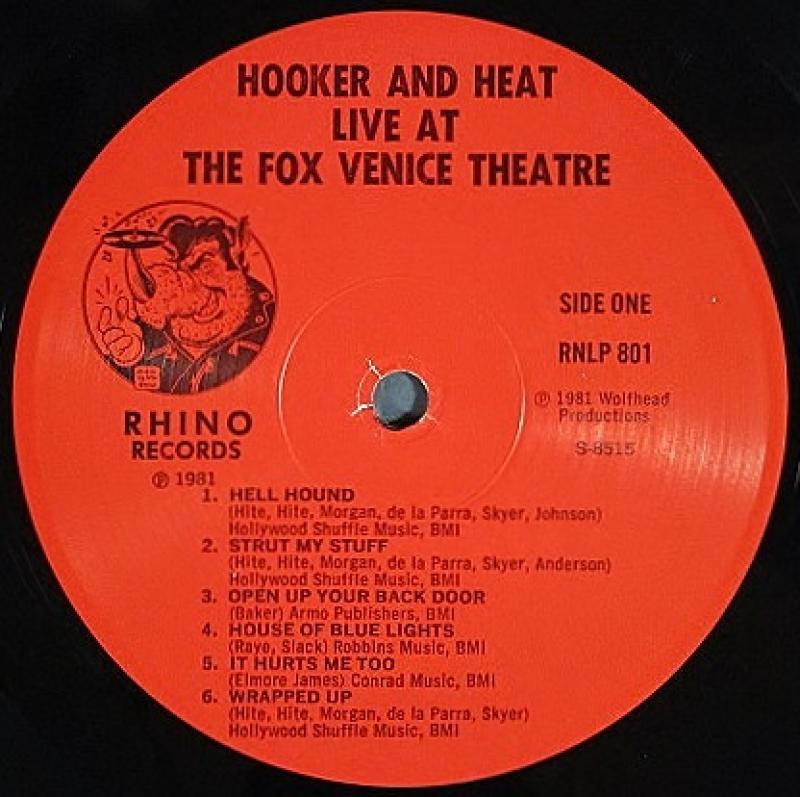 HOOKER AND HEAT
LIVE AT
THE FOX VENICE THEATRE
SIDE ONE
RNLP 801
℗ 1981 Wolfhead
Productions
S-8515
RHINO
RECORDS
℗ 1981
1. HELL HOUND
(Hite, Hite, Morgan, de la Parra, Skyer, Johnson)
Hollywood Shuffle Music, BMI
2. STRUT MY STUFF
(Hite, Hite, Morgan, de la Parra, Skyer, Anderson)
Hollywood Shuffle Music, BMI
3. OPEN UP YOUR BACK DOOR
(Baker) Armo Publishers, BMI
4. HOUSE OF BLUE LIGHTS
(Raye, Slack) Robbins Music, BMI
5. IT HURTS ME TOO
(Elmore James) Conrad Music, BMI
6. WRAPPED UP
(Hite, Hite, Morgan, de la Parra, Skyer)
Hollywood Shuffle Music, BMI